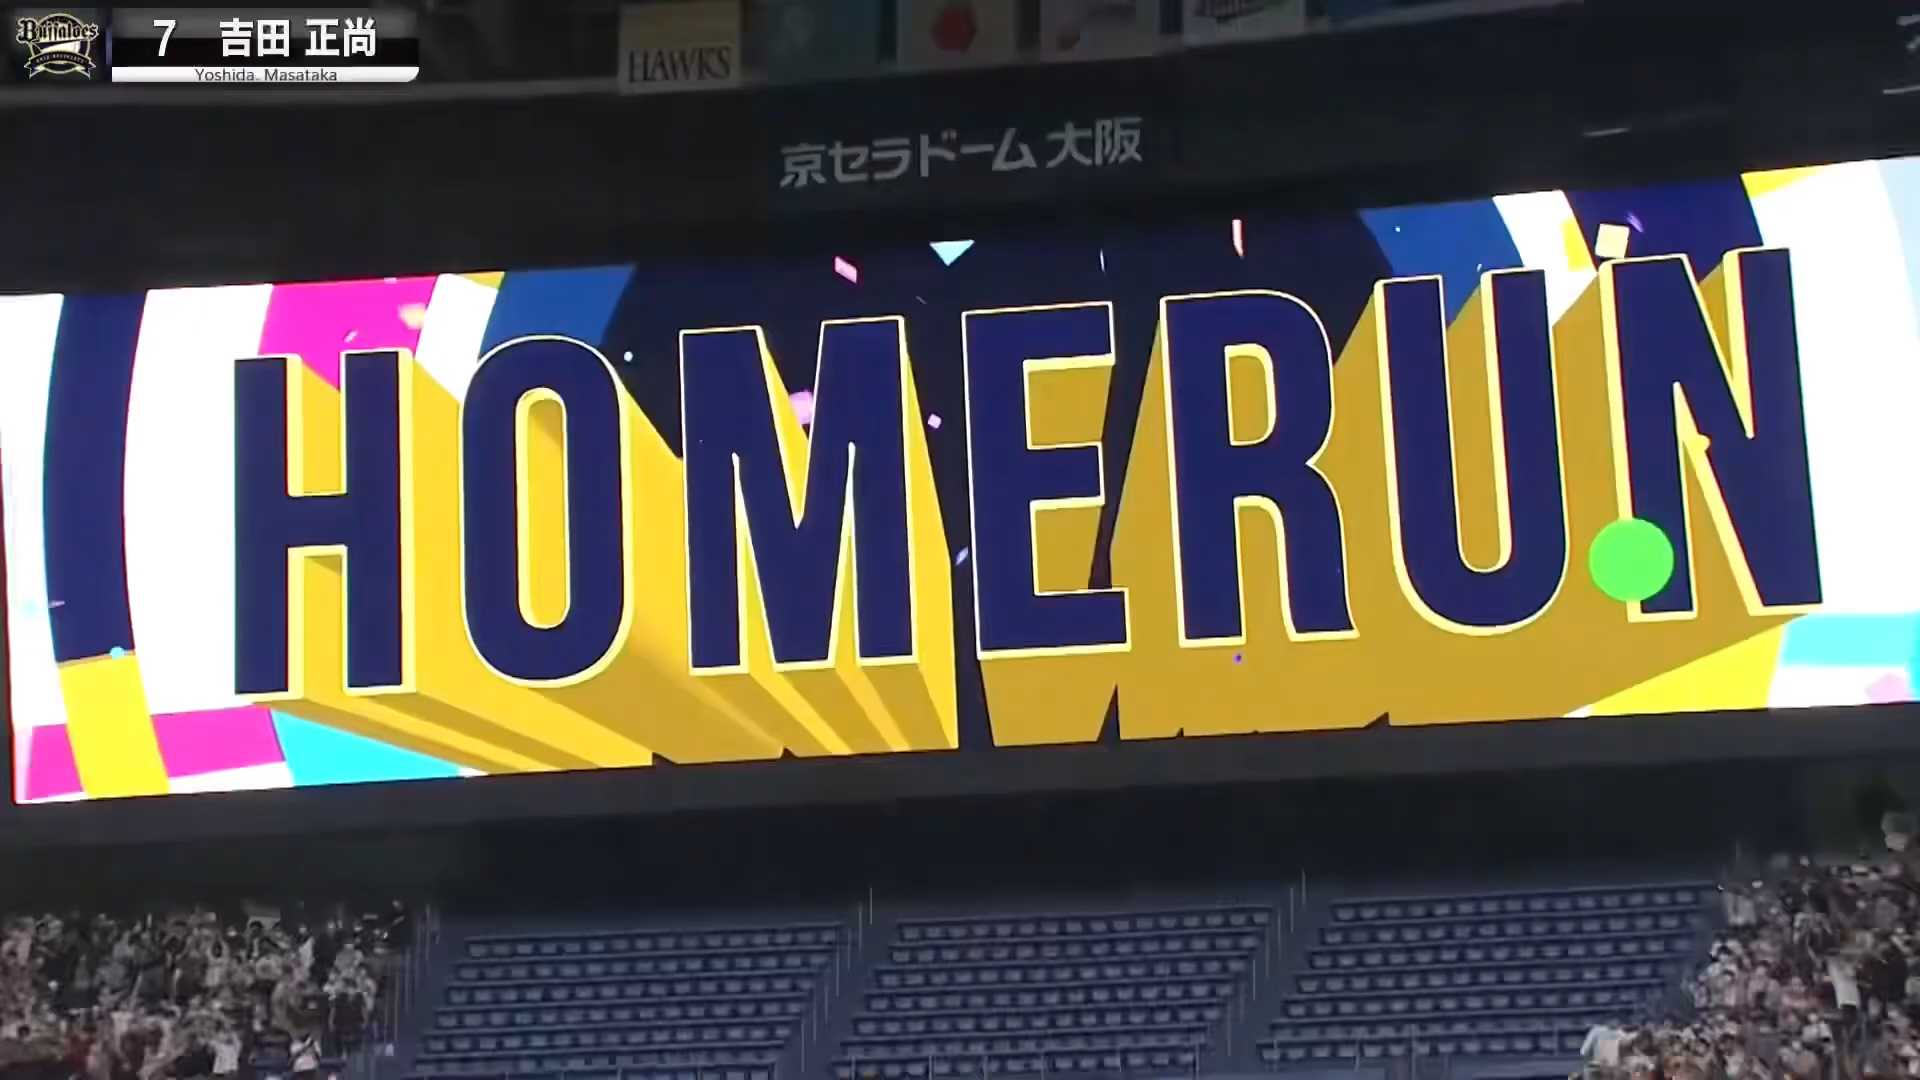 Buffaloes
7 吉田 正尚
Yoshida. Masataka
HAWKS
京セラドーム 大阪
HOMERUN